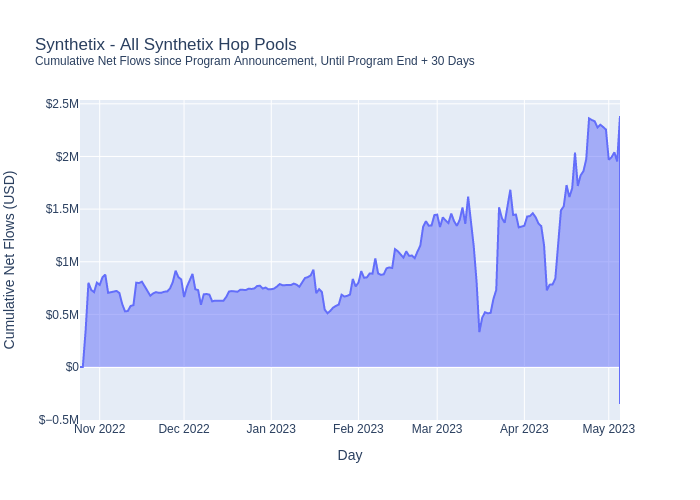 Synthetix - All Synthetix Hop Pools
Cumulative Net Flows since Program Announcement, Until Program End + 30 Days
Cumulative Net Flows (USD)
$2.5M
$2M
$1.5M
$1M
$0.5M
$0
$−0.5M
Nov 2022
Dec 2022
Jan 2023
Feb 2023
Mar 2023
Apr 2023
May 2023
Day